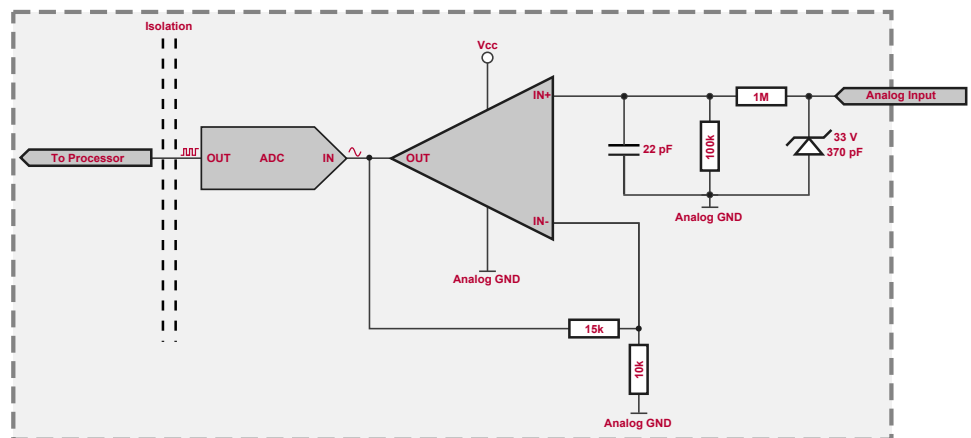 Isolation
Vcc
IN+
1M
Analog Input
To Processor
OUT
ADC
IN
OUT
22 pF
100k
33 V
370 pF
IN-
Analog GND
Analog GND
15k
10k
Analog GND